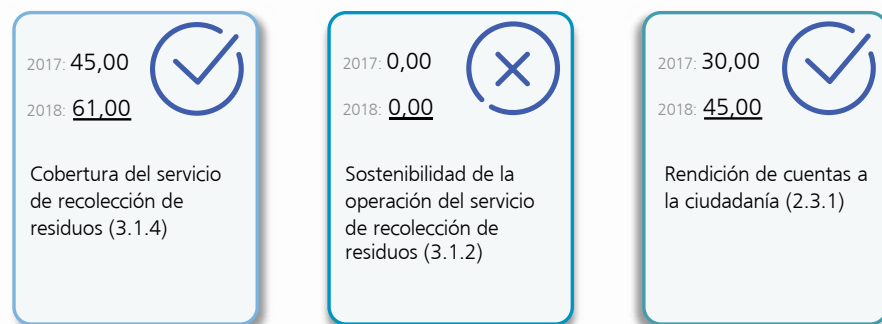 2017: 45,00
2018: 61,00
Cobertura del servicio
de recolección de
residuos (3.1.4)
2017: 0,00
2018: 0,00
Sostenibilidad de la
operación del servicio
de recolección de
residuos (3.1.2)
2017: 30,00
2018: 45,00
Rendición de cuentas a
la ciudadanía (2.3.1)